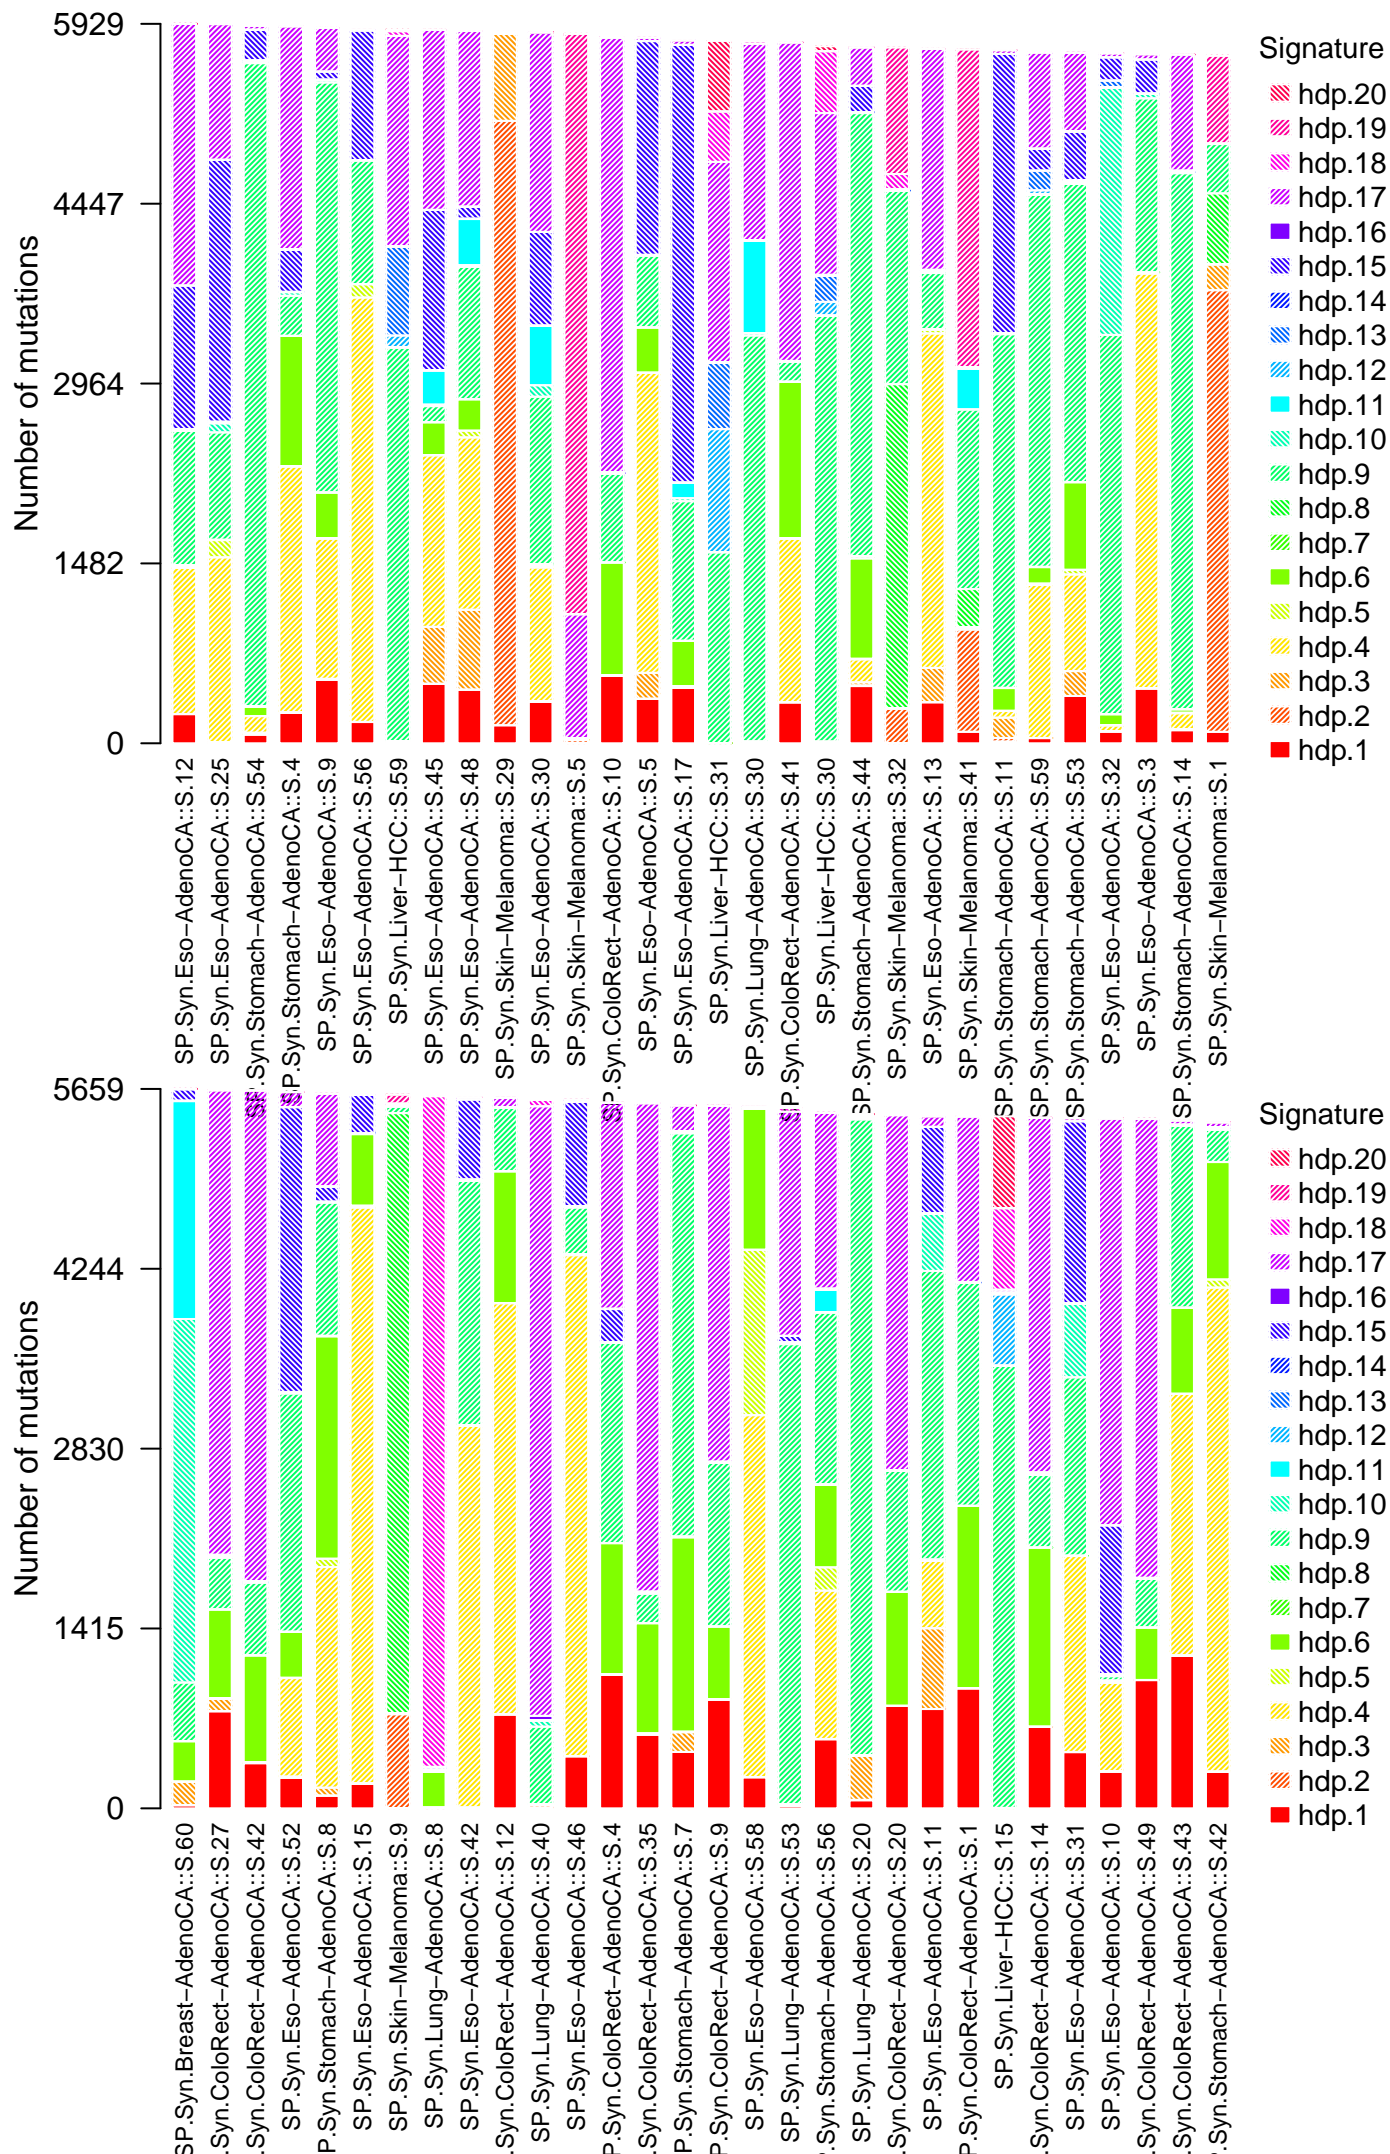 Number of mutations
5929
4447
2964
1482
0
SP.Syn.Eso−AdenoCA::S.12
SP.Syn.Eso−AdenoCA::S.25
SP.Syn.Stomach−AdenoCA::S.54
SP.Syn.Stomach−AdenoCA::S.4
SP.Syn.Eso−AdenoCA::S.9
SP.Syn.Eso−AdenoCA::S.56
SP.Syn.Liver−HCC::S.59
SP.Syn.Eso−AdenoCA::S.45
SP.Syn.Eso−AdenoCA::S.48
SP.Syn.Skin−Melanoma::S.29
SP.Syn.Eso−AdenoCA::S.30
SP.Syn.Skin−Melanoma::S.5
SP.Syn.ColoRect−AdenoCA::S.10
SP.Syn.Eso−AdenoCA::S.5
SP.Syn.Eso−AdenoCA::S.17
SP.Syn.Liver−HCC::S.31
SP.Syn.Lung−AdenoCA::S.30
SP.Syn.ColoRect−AdenoCA::S.41
SP.Syn.Liver−HCC::S.30
SP.Syn.Stomach−AdenoCA::S.44
SP.Syn.Skin−Melanoma::S.32
SP.Syn.Eso−AdenoCA::S.13
SP.Syn.Skin−Melanoma::S.41
SP.Syn.Stomach−AdenoCA::S.11
SP.Syn.Stomach−AdenoCA::S.59
SP.Syn.Stomach−AdenoCA::S.53
SP.Syn.Eso−AdenoCA::S.32
SP.Syn.Eso−AdenoCA::S.3
SP.Syn.Stomach−AdenoCA::S.14
SP.Syn.Skin−Melanoma::S.1
Signature
hdp.20
hdp.19
hdp.18
hdp.17
hdp.16
hdp.15
hdp.14
hdp.13
hdp.12
hdp.11
hdp.10
hdp.9
hdp.8
hdp.7
hdp.6
hdp.5
hdp.4
hdp.3
hdp.2
hdp.1
Number of mutations
5659
4244
2830
1415
0
SP.Syn.Breast−AdenoCA::S.60
.Syn.ColoRect−AdenoCA::S.27
.Syn.ColoRect−AdenoCA::S.42
SP.Syn.Eso−AdenoCA::S.52
P.Syn.Stomach−AdenoCA::S.8
SP.Syn.Eso−AdenoCA::S.15
SP.Syn.Skin−Melanoma::S.9
SP.Syn.Lung−AdenoCA::S.8
SP.Syn.Eso−AdenoCA::S.42
.Syn.ColoRect−AdenoCA::S.12
SP.Syn.Lung−AdenoCA::S.40
SP.Syn.Eso−AdenoCA::S.46
P.Syn.ColoRect−AdenoCA::S.4
.Syn.ColoRect−AdenoCA::S.35
P.Syn.Stomach−AdenoCA::S.7
P.Syn.ColoRect−AdenoCA::S.9
SP.Syn.Eso−AdenoCA::S.58
SP.Syn.Lung−AdenoCA::S.53
P.Syn.Stomach−AdenoCA::S.56
SP.Syn.Lung−AdenoCA::S.20
.Syn.ColoRect−AdenoCA::S.20
SP.Syn.Eso−AdenoCA::S.11
P.Syn.ColoRect−AdenoCA::S.1
SP.Syn.Liver−HCC::S.15
.Syn.ColoRect−AdenoCA::S.14
SP.Syn.Eso−AdenoCA::S.31
SP.Syn.Eso−AdenoCA::S.10
.Syn.ColoRect−AdenoCA::S.49
.Syn.ColoRect−AdenoCA::S.43
P.Syn.Stomach−AdenoCA::S.42
Signature
hdp.20
hdp.19
hdp.18
hdp.17
hdp.16
hdp.15
hdp.14
hdp.13
hdp.12
hdp.11
hdp.10
hdp.9
hdp.8
hdp.7
hdp.6
hdp.5
hdp.4
hdp.3
hdp.2
hdp.1